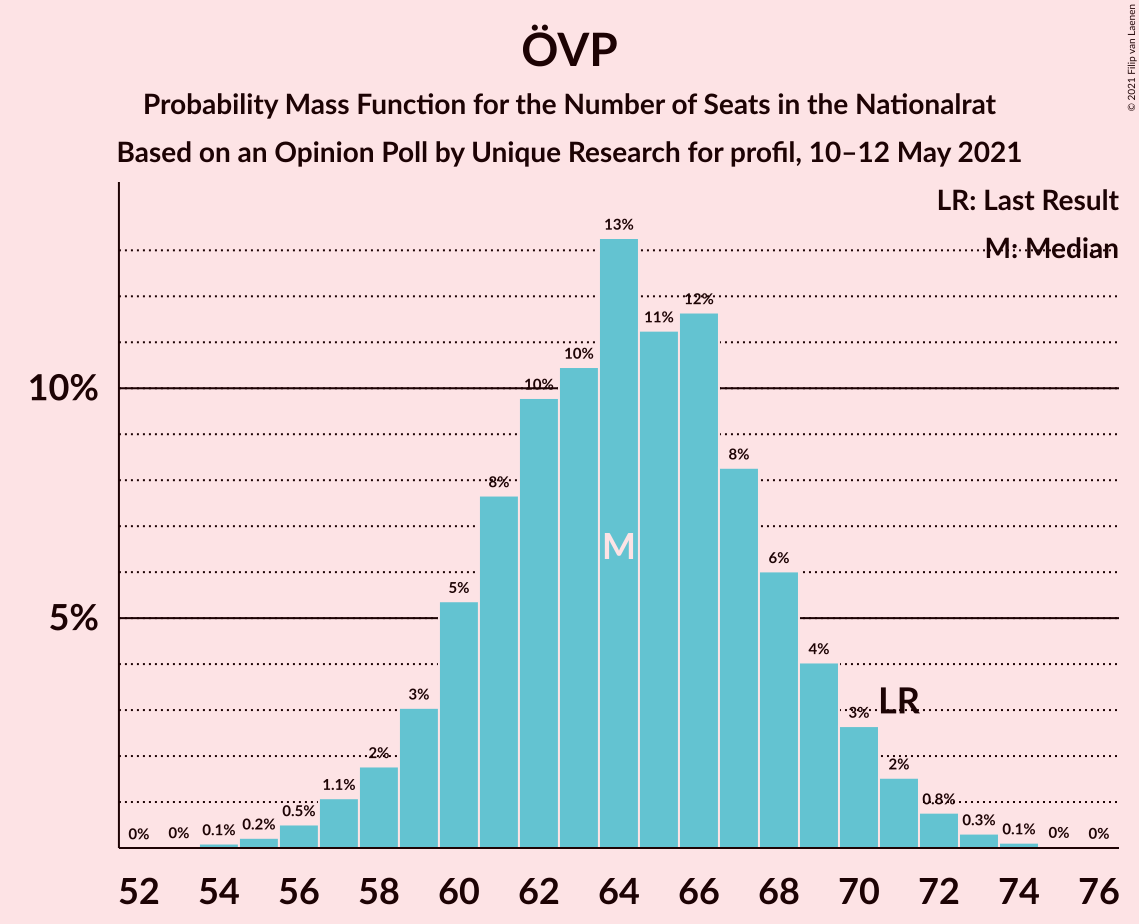 ÖVP
Probability Mass Function for the Number of Seats in the Nationalrat
Based on an Opinion Poll by Unique Research for profil, 10–12 May 2021
© 2021 Filip van Laenen
LR: Last Result
M: Median
10%
5%
0% 0% 0.1% 0.2% 0.5% 1.1% 2% 3% 5% 8% 10% 10% 13% 11% 12% 8% 6% 4% 3% 2% 0.8% 0.3% 0.1% 0% 0%
M
LR
52 54 56 58 60 62 64 66 68 70 72 74 76